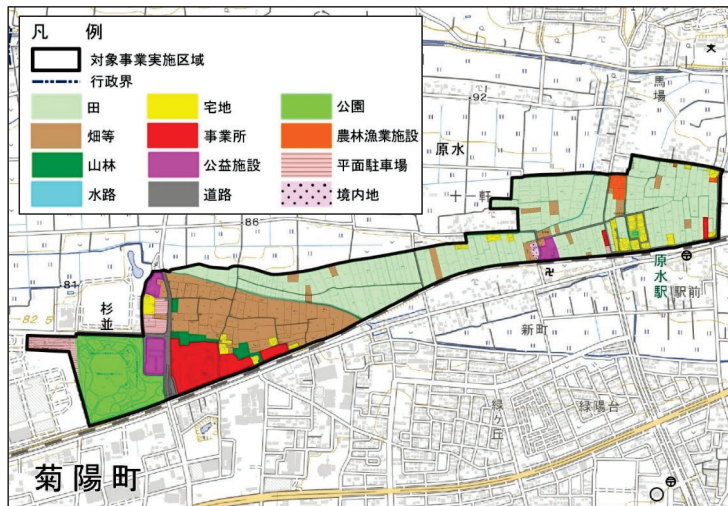 凡 例
対象事業実施区域
行政界
田
宅地
公園
畑等
事業所
農林漁業施設
山林
公益施設
平面駐車場
水路
道路
境内地
馬場
92
原水
十一軒
86
81
杉並
82.5
原水駅
駅前
新町
緑ヶ丘
緑陽台
菊陽町